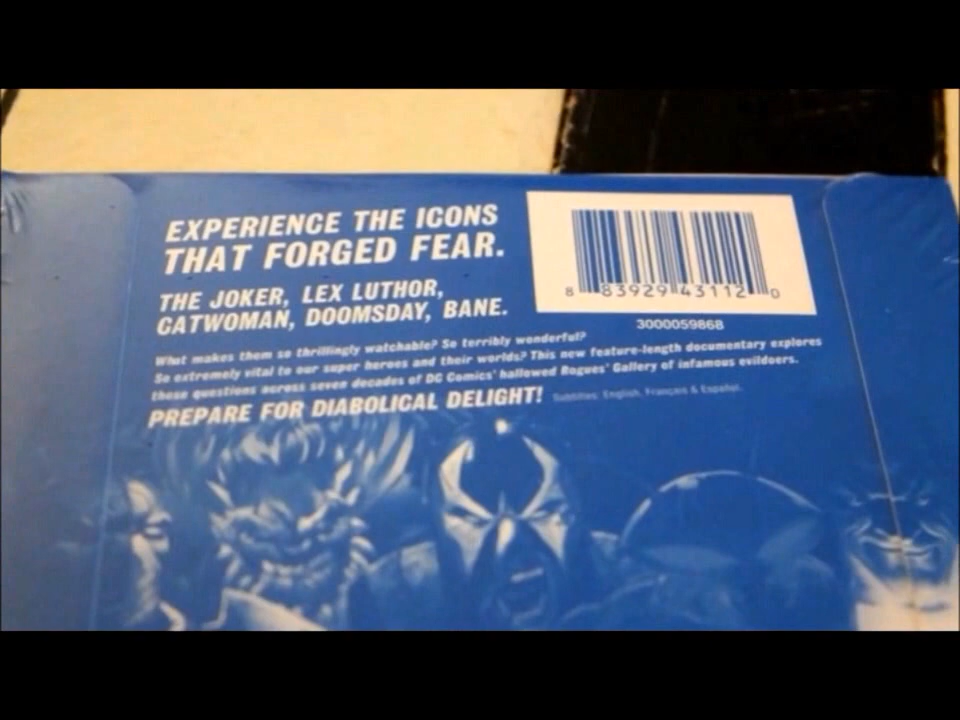 EXPERIENCE THE ICONS
THAT FORGED FEAR.
THE JOKER, LEX LUTHOR,
CATWOMAN, DOOMSDAY, BANE.
What makes them so thrillingly watchable? So terribly wonderful?
So extremely vital to our super heroes and their worlds? This new feature-length documentary explores
these questions across seven decades of DC Comics' hallowed Rogues' Gallery of infamous evildoers.
PREPARE FOR DIABOLICAL DELIGHT! Subtitles: English, Français & Español.
8 83929 43112 0
3000059868